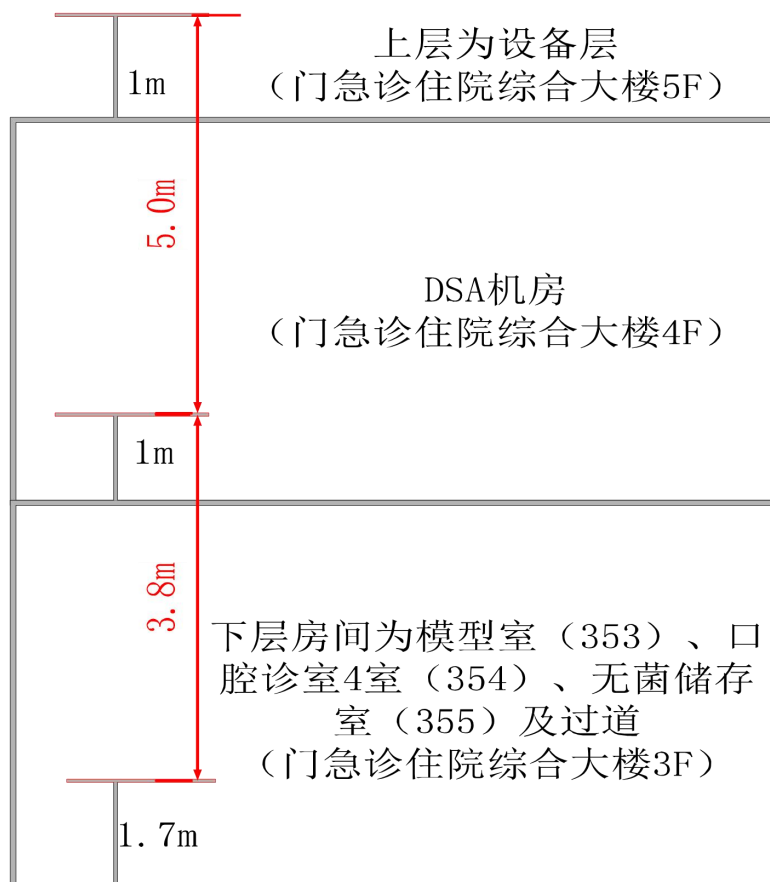 上层为设备层
1m
（门急诊住院综合大楼5F）
5.0m
DSA机房
（门急诊住院综合大楼4F）
1m
3.8m
下层房间为模型室（353）、口
腔诊室4室（354）、无菌储存
室（355）及过道
（门急诊住院综合大楼3F）
1.7m